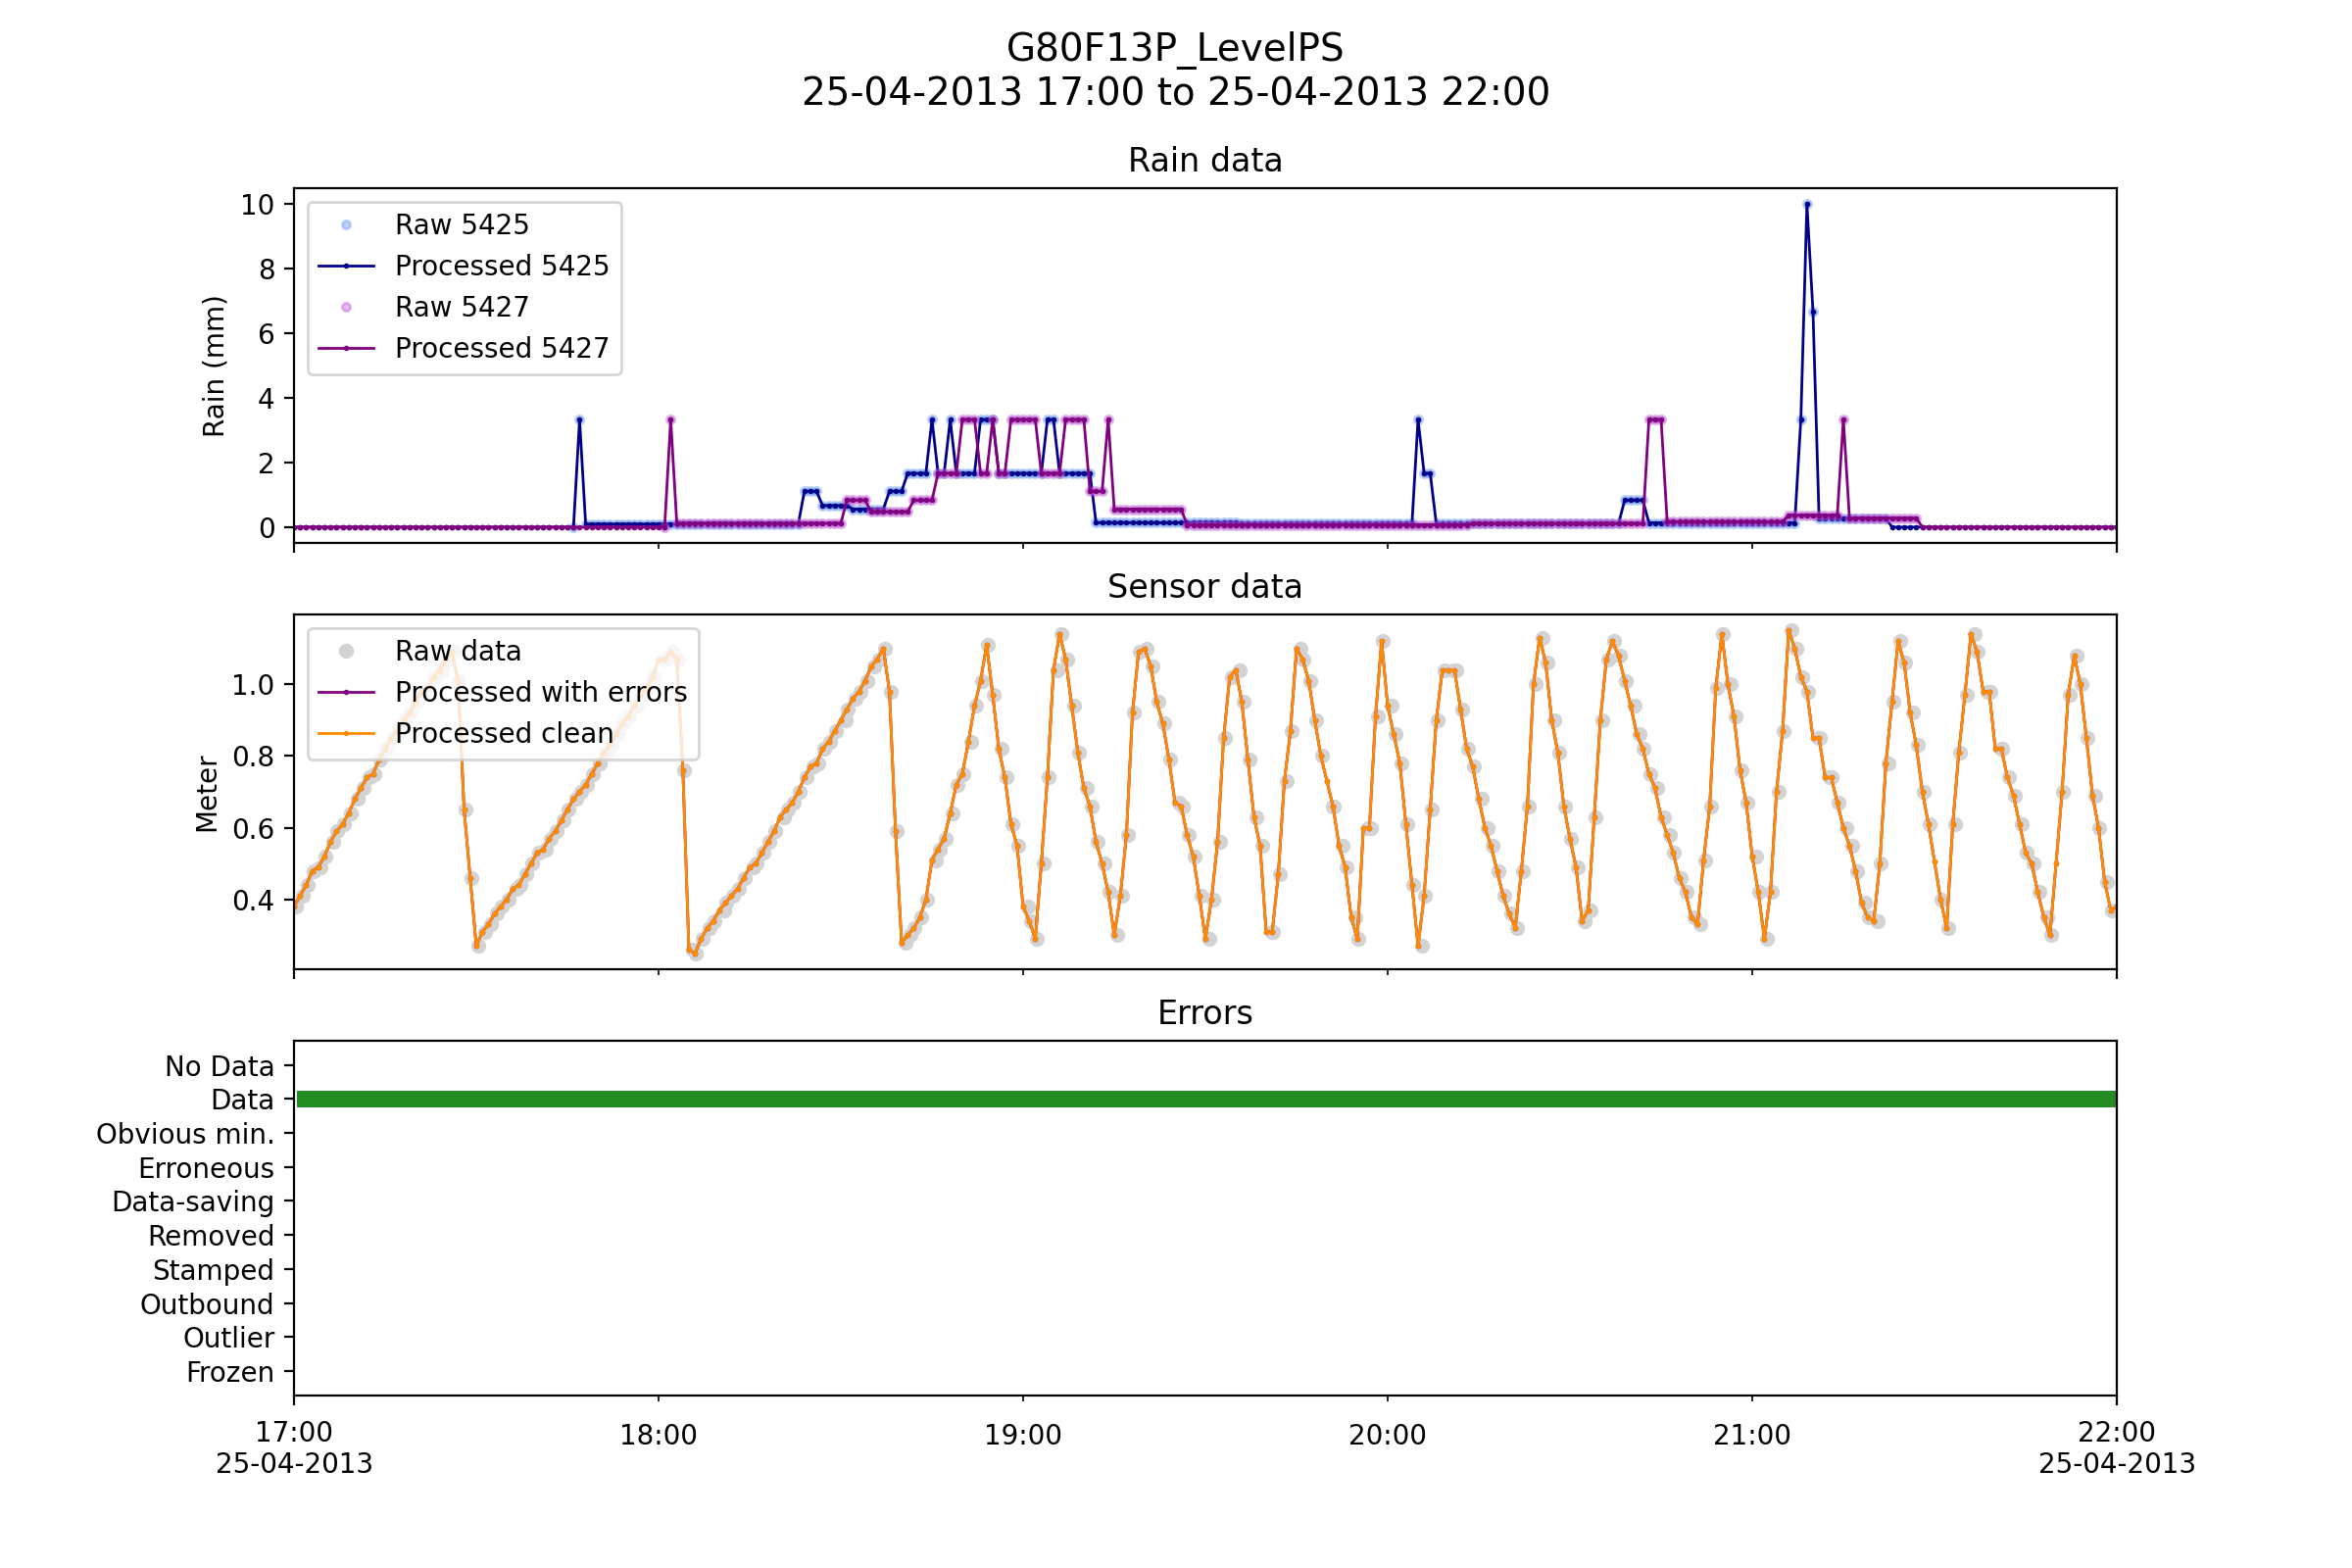 G80F13P_LevelPS
25-04-2013 17:00 to 25-04-2013 22:00
Rain data
10
8
6
4
2
0
Rain (mm)
Raw 5425
Processed 5425
Raw 5427
Processed 5427
Sensor data
1.0
0.8
0.6
0.4
Meter
Raw data
Processed with errors
Processed clean
Errors
No Data
Data
Obvious min.
Erroneous
Data-saving
Removed
Stamped
Outbound
Outlier
Frozen
17:00
25-04-2013
18:00
19:00
20:00
21:00
22:00
25-04-2013